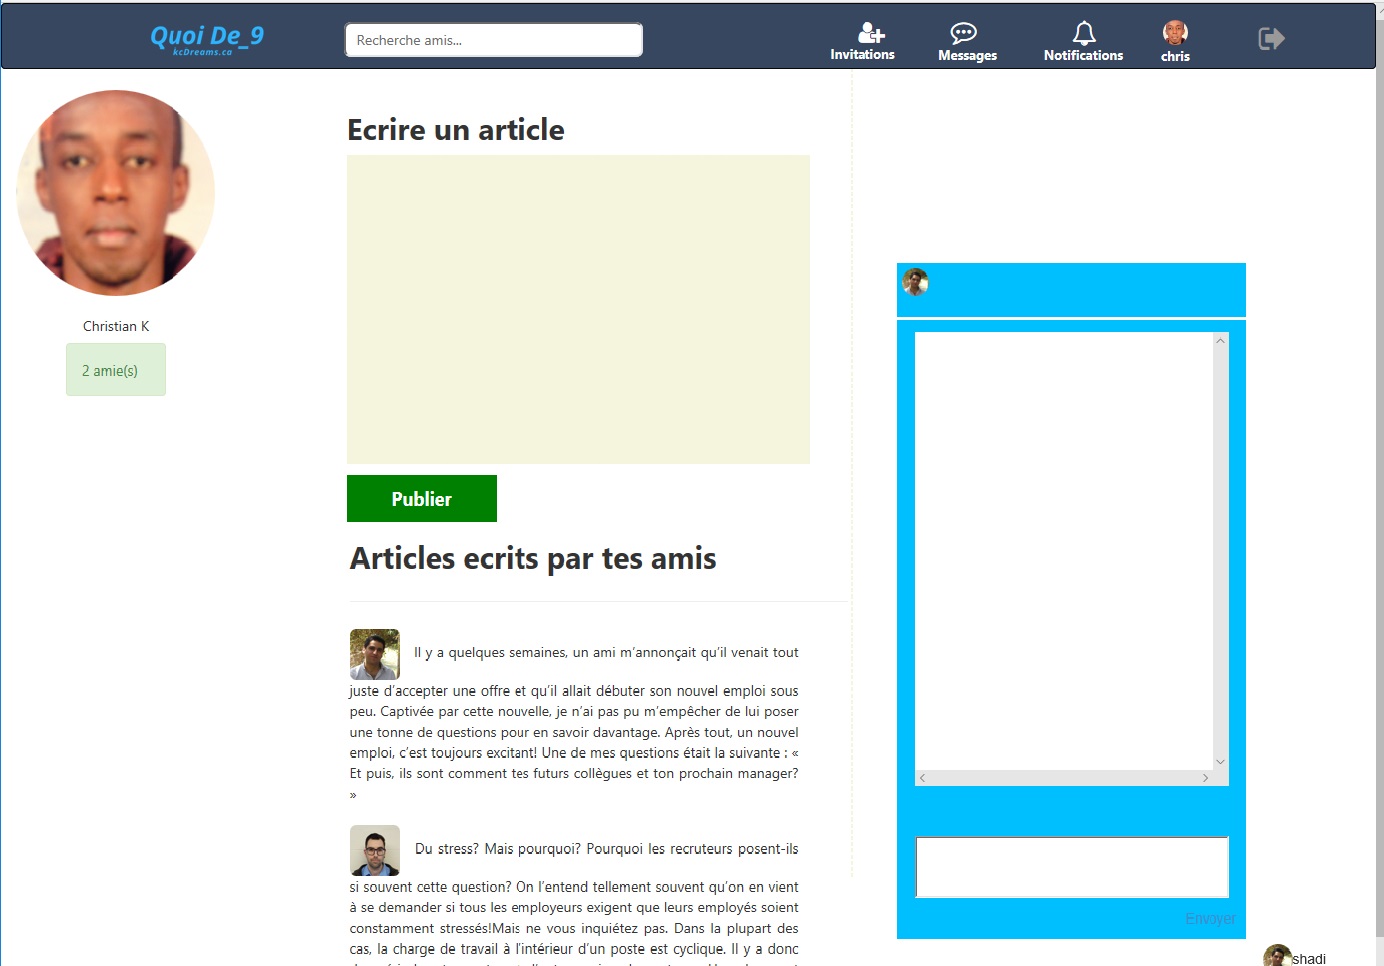 Quoi De_9
kcDreams.ca
Recherche amis...
Invitations
Messages
Notifications
chris
Christian K
2 amie(s)
Ecrire un article
Publier
Articles ecrits par tes amis
Il y a quelques semaines, un ami m’annonçait qu’il venait tout
juste d’accepter une offre et qu’il allait débuter son nouvel emploi sous
peu. Captivée par cette nouvelle, je n’ai pas pu m’empêcher de lui poser
une tonne de questions pour en savoir davantage. Après tout, un nouvel
emploi, c’est toujours excitant! Une de mes questions était la suivante : «
Et puis, ils sont comment tes futurs collègues et ton prochain manager?
»
Du stress? Mais pourquoi? Pourquoi les recruteurs posent-ils
si souvent cette question? On l’entend tellement souvent qu’on en vient
à se demander si tous les employeurs exigent que leurs employés soient
constamment stressés!Mais ne vous inquiétez pas. Dans la plupart des
cas, la charge de travail à l’intérieur d’un poste est cyclique. Il y a donc
Envoyer
shadi